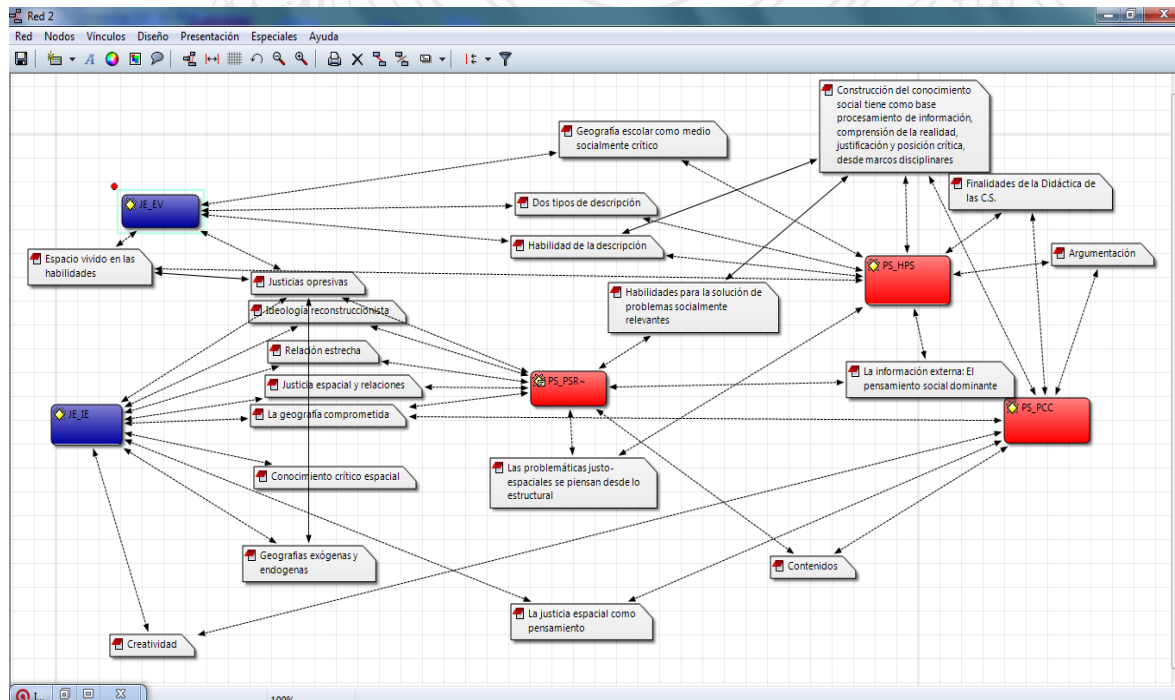 Red 2
Red Nodos Vínculos Diseño Presentación Especiales Ayuda
Construcción del conocimiento
social tiene como base
procesamiento de información,
comprensión de la realidad,
justificación y posición crítica,
desde marcos disciplinares
Geografía escolar como medio
socialmente crítico
Finalidades de la Didáctica de
las C.S.
JE_EV
Dos tipos de descripción
Habilidad de la descripción
Argumentación
Espacio vivido en las
habilidades
PS_HPS
Justicias opresivas
Habilidades para la solución de
problemas socialmente
relevantes
Ideología reconstruccionista
Relación estrecha
Justicia espacial y relaciones
PS_PSR~
La información externa: El
pensamiento social dominante
JE_IE
La geografía comprometida
PS_PCC
Conocimiento crítico espacial
Las problemáticas justo-
espaciales se piensan desde lo
estructural
Geografías exógenas y
endogenas
Contenidos
La justicia espacial como
pensamiento
Creatividad
100%